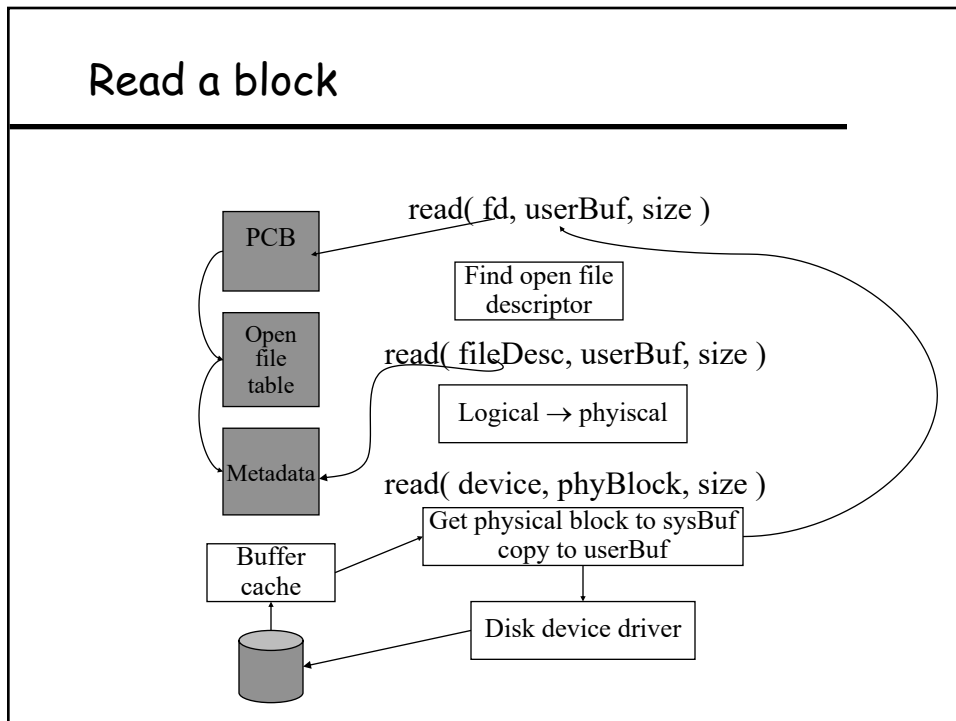 Read a block
read( fd, userBuf, size )
PCB
Find open file
descriptor
Open
file
table
read( fileDesc, userBuf, size )
Logical → phyiscal
Metadata
read( device, phyBlock, size )
Get physical block to sysBuf
copy to userBuf
Buffer
cache
Disk device driver